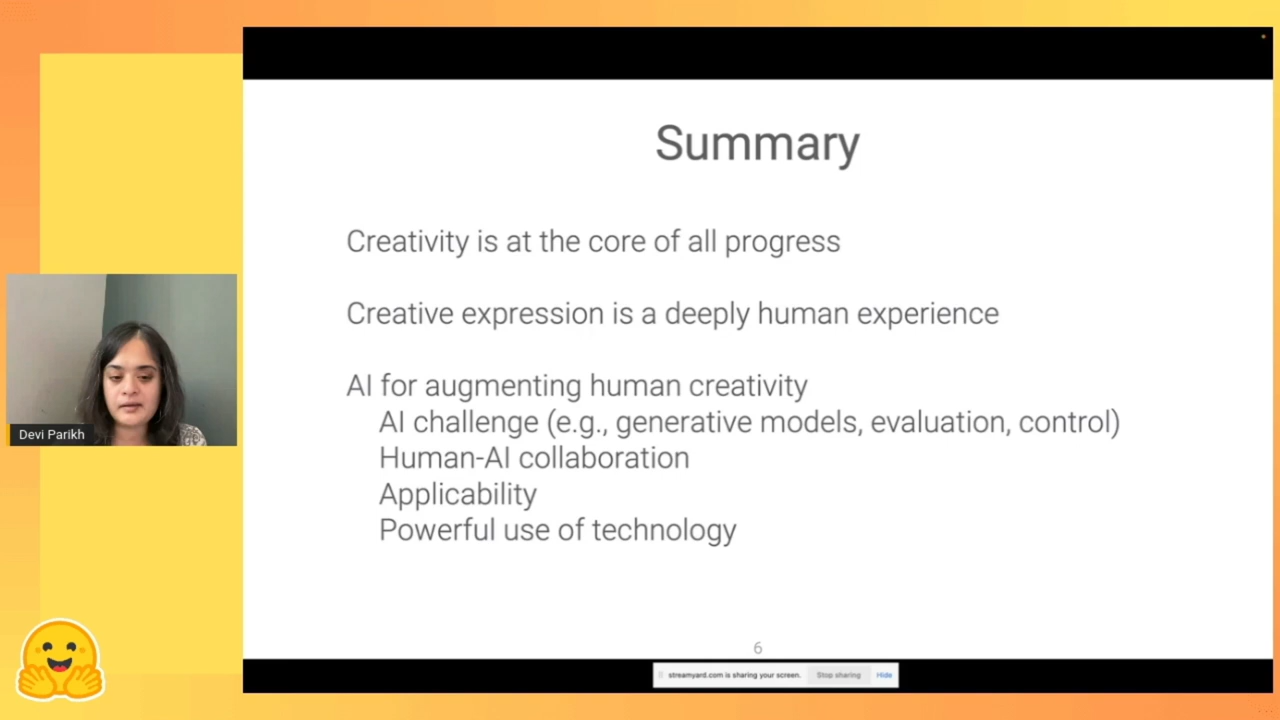 Summary
Creativity is at the core of all progress
Creative expression is a deeply human experience
AI for augmenting human creativity
AI challenge (e.g., generative models, evaluation, control)
Human-AI collaboration
Applicability
Powerful use of technology
Devi Parikh
6
streamyard.com is sharing your screen. Stop sharing Hide